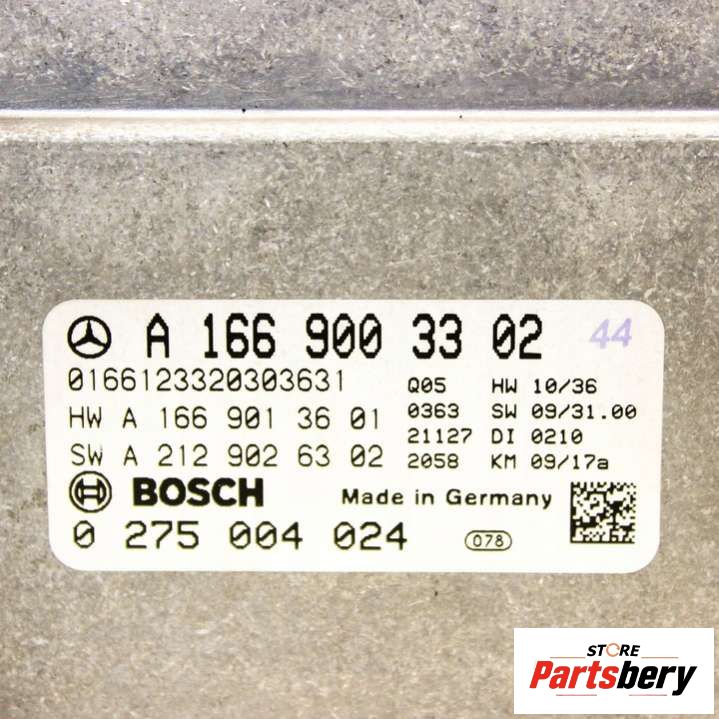 A 166 900 33 02 44
0166123320303631
HW A 166 901 36 01
SW A 212 902 63 02
Q05 HW 10/36
0363 SW 09/31.00
21127 DI 0210
2058 KM 09/17a
BOSCH Made in Germany
0 275 004 024 078
STORE
Partsbery